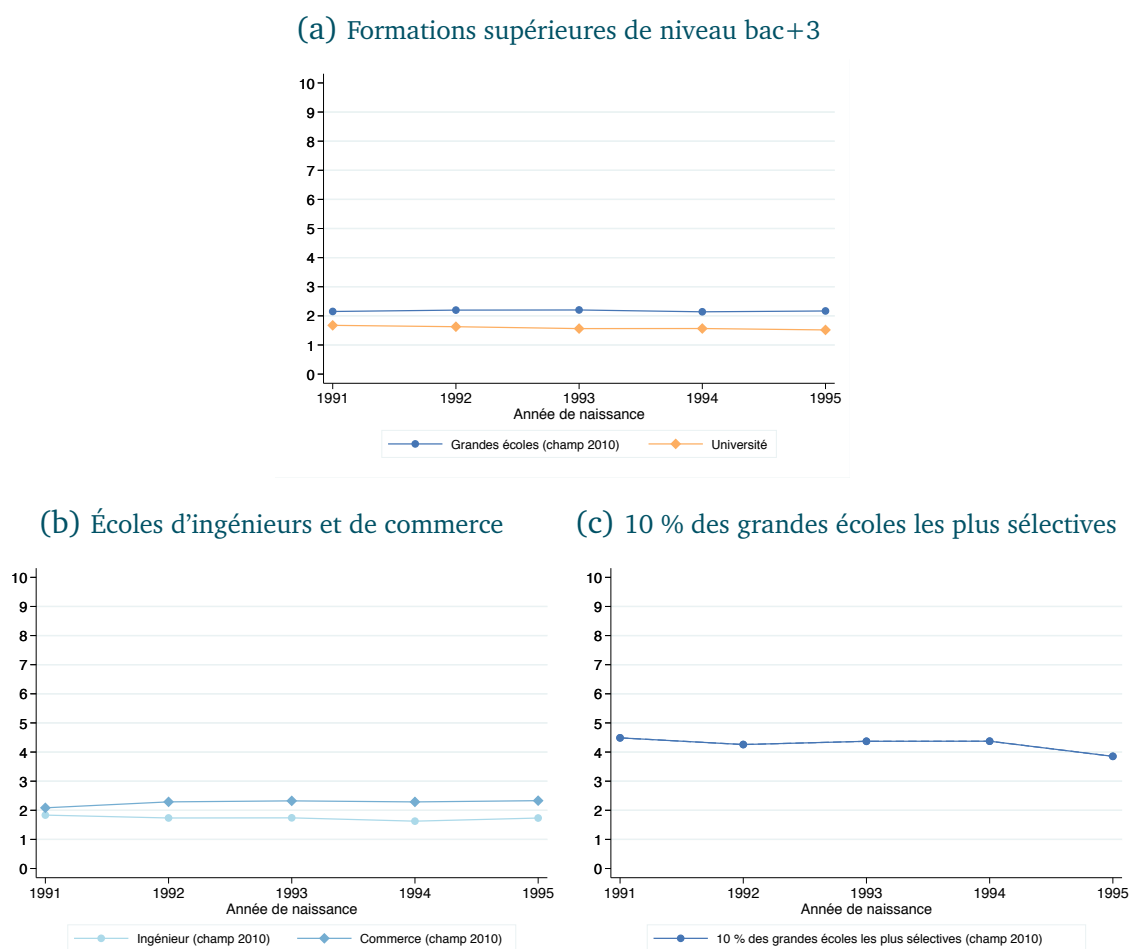 (a) Formations supérieures de niveau bac+3
10
9
8
7
6
5
4
3
2
1
0
1991 1992 1993 1994 1995
Année de naissance
Grandes écoles (champ 2010) Université
(b) Écoles d'ingénieurs et de commerce
10
9
8
7
6
5
4
3
2
1
0
1991 1992 1993 1994 1995
Année de naissance
Ingénieur (champ 2010) Commerce (champ 2010)
(c) 10 % des grandes écoles les plus sélectives
10
9
8
7
6
5
4
3
2
1
0
1991 1992 1993 1994 1995
Année de naissance
10 % des grandes écoles les plus sélectives (champ 2010)